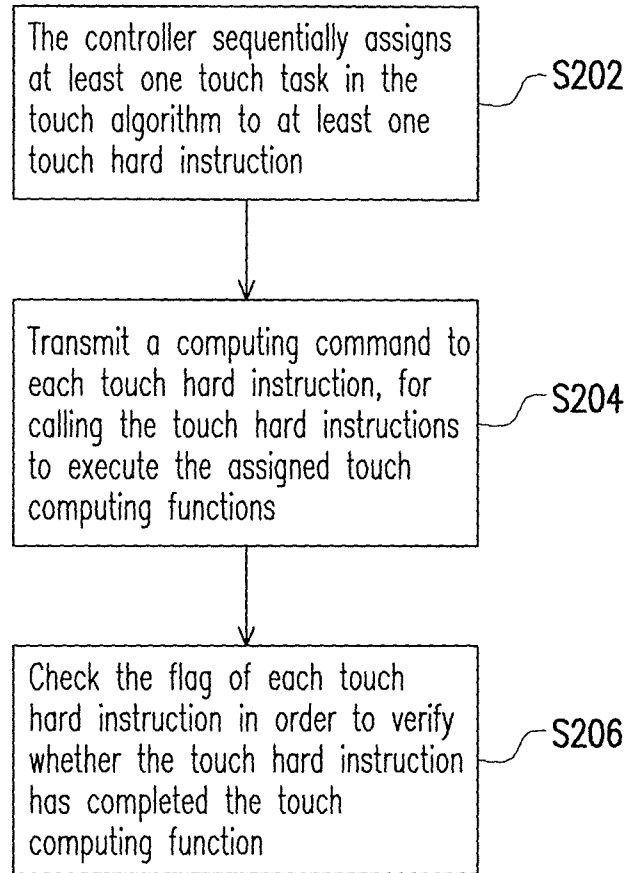 The controller sequentially assigns
at least one touch task in the
touch algorithm to at least one
touch hard instruction
S202
Transmit a computing command to
each touch hard instruction, for
calling the touch hard instructions
to execute the assigned touch
computing functions
S204
Check the flag of each touch
hard instruction in order to verify
whether the touch hard instruction
has completed the touch
computing function
S206